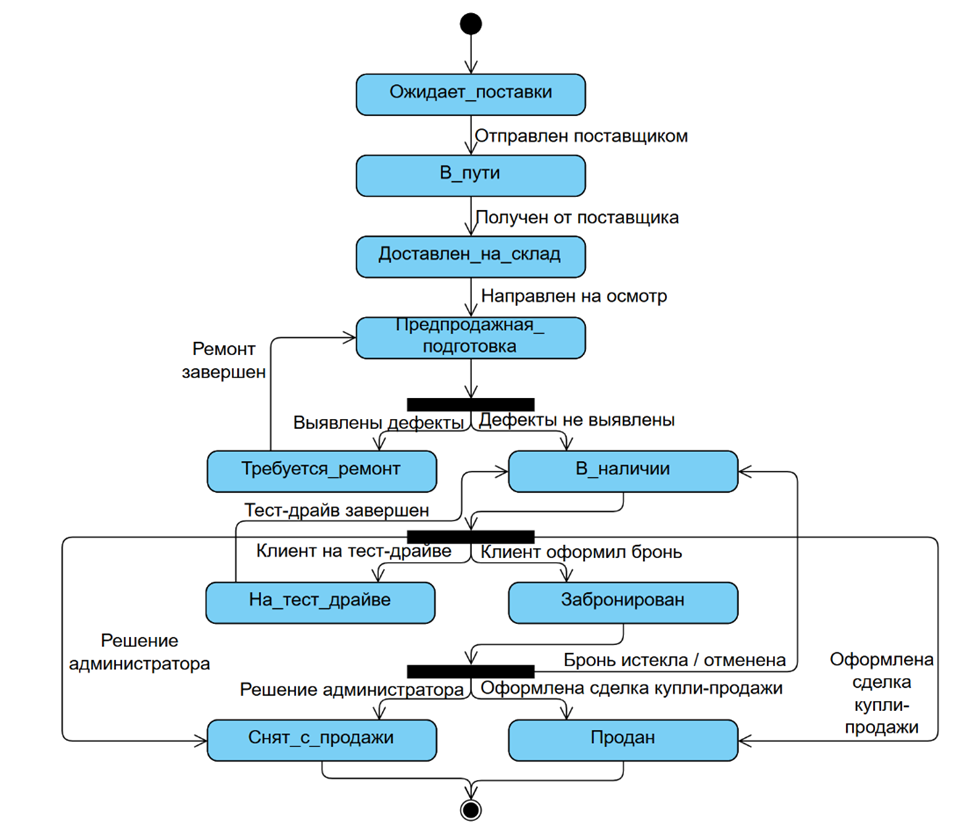 Ожидает_поставки
Отправлен поставщиком
В_пути
Получен от поставщика
Доставлен_на_склад
Направлен на осмотр
Предпродажная_
подготовка
Ремонт
завершен
Выявлены дефекты
Дефекты не выявлены
Требуется_ремонт
В_наличии
Тест-драйв завершен
Клиент на тест-драйве
Клиент оформил бронь
На_тест_драйве
Забронирован
Решение
администратора
Бронь истекла / отменена
Оформлена
сделка
купли-
продажи
Решение администратора
Оформлена сделка купли-продажи
Снят_с_продажи
Продан